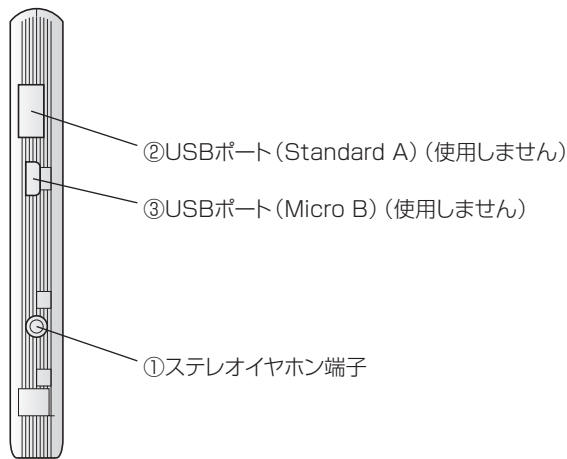 ②USBポート（Standard A）（使用しません）
③USBポート（Micro B）（使用しません）
①ステレオイヤホン端子